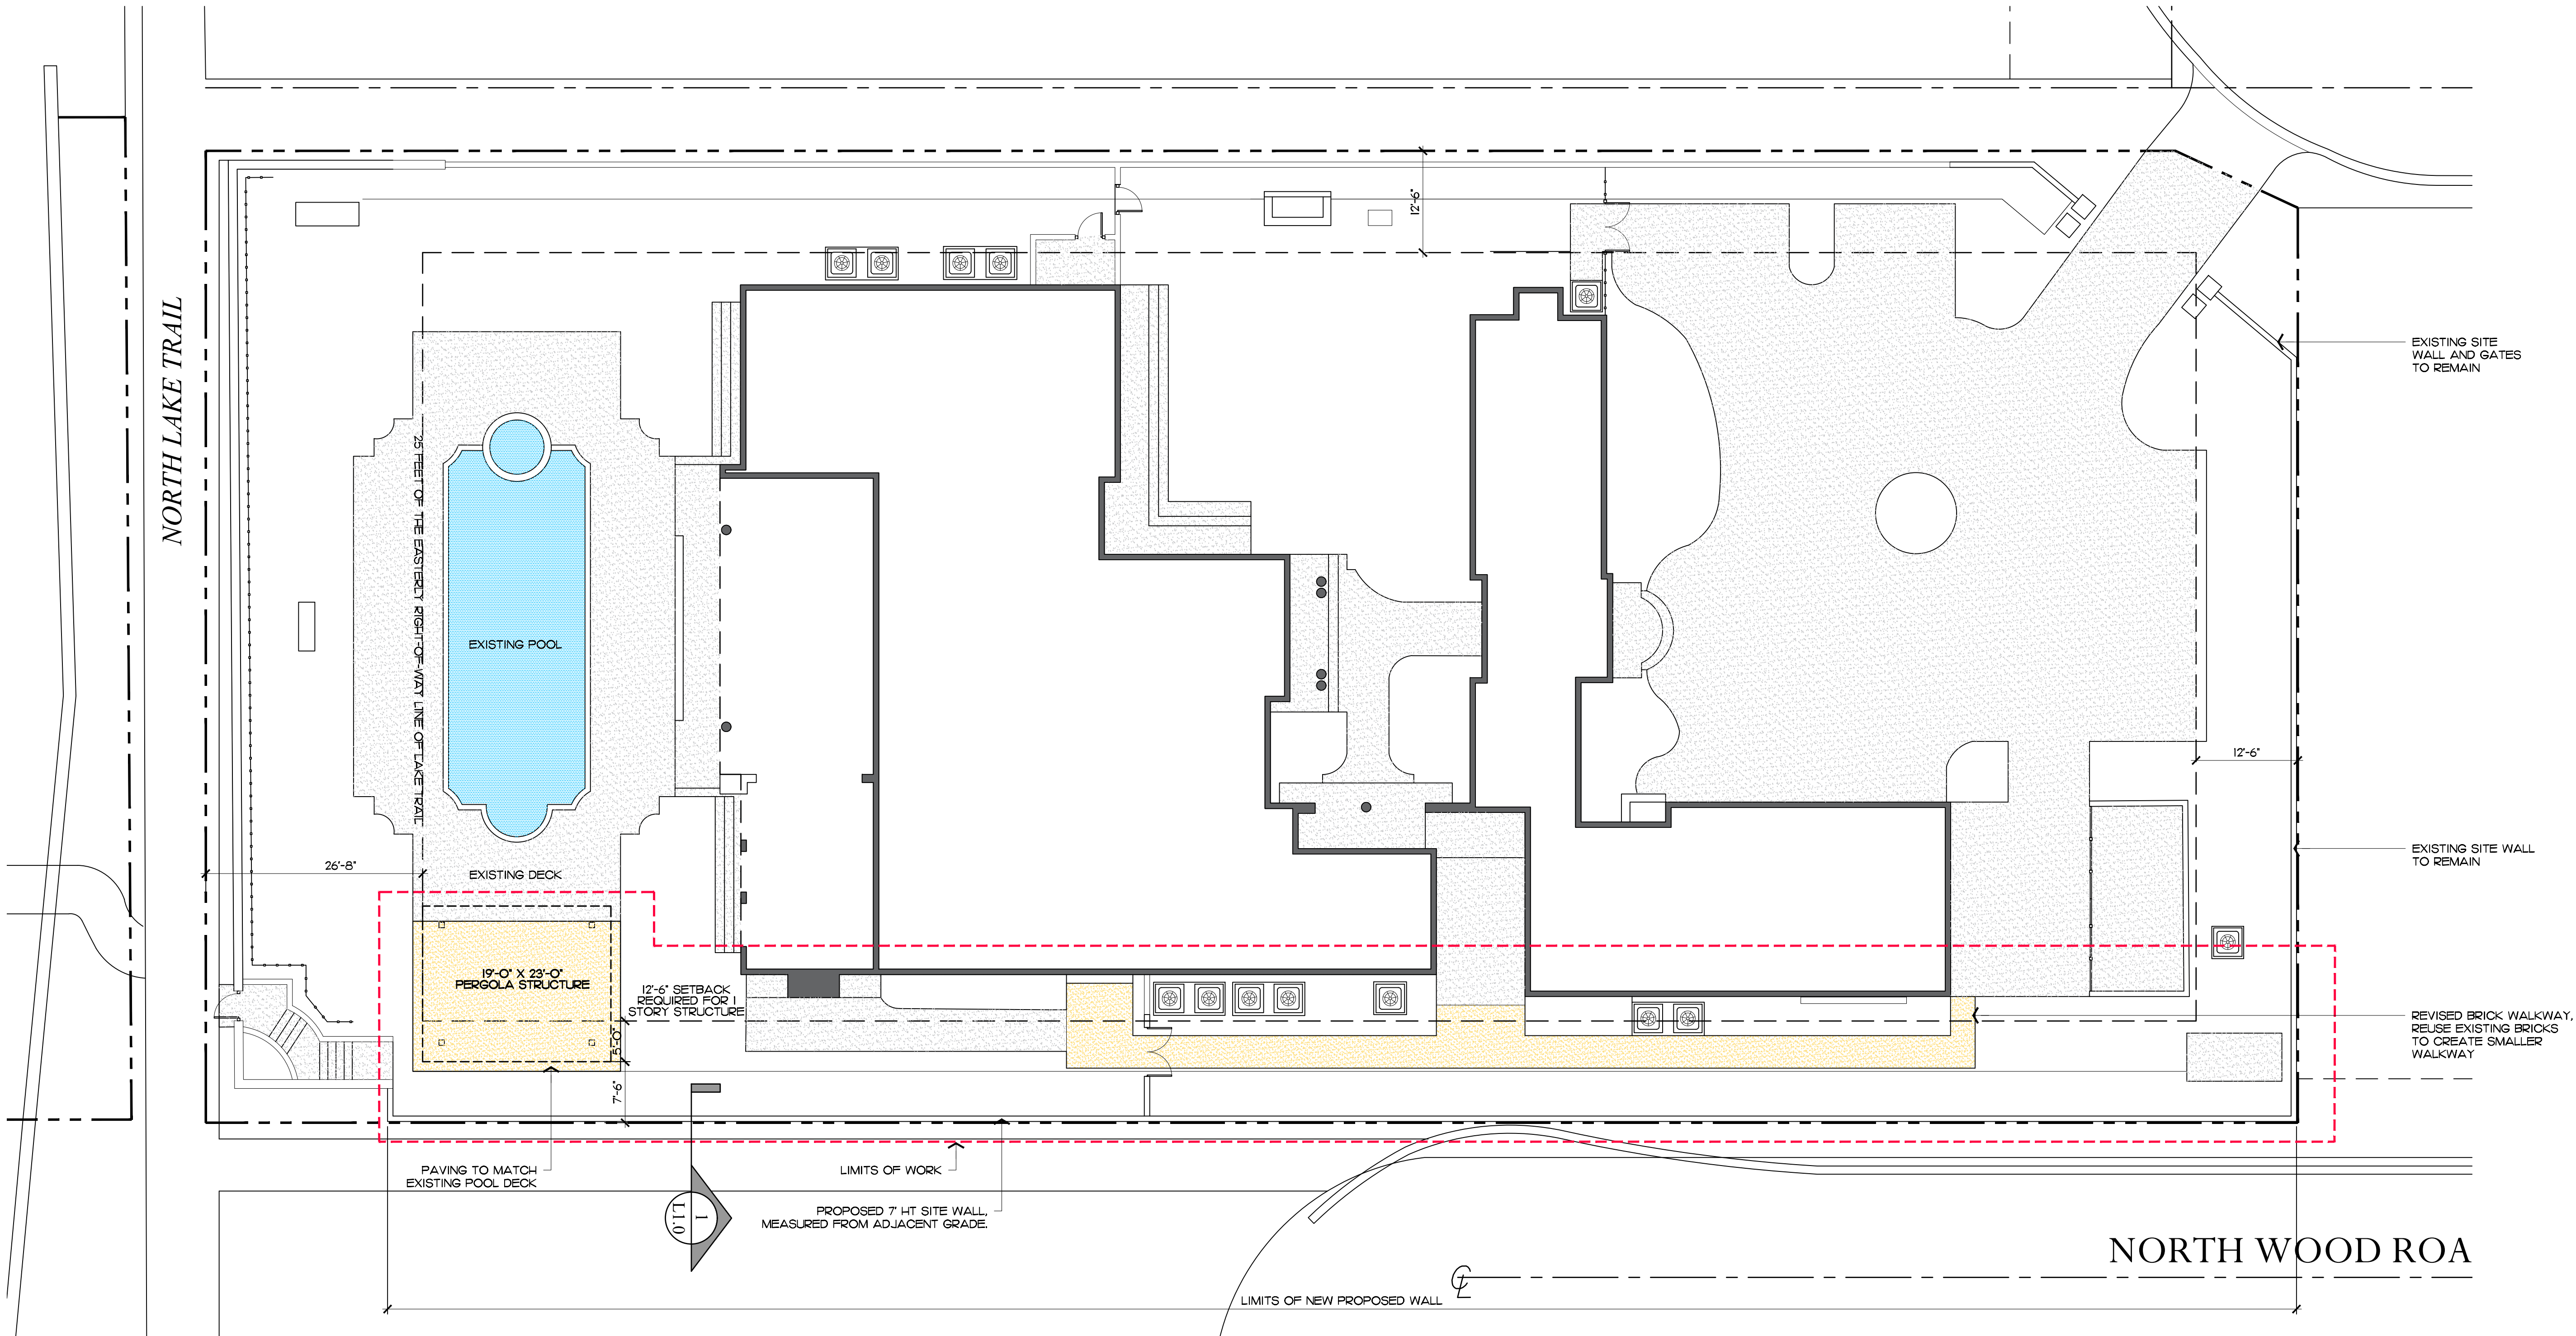 12'-6"
NORTH LAKE TRAIL
EXISTING SITE
WALL AND GATES
TO REMAIN
25 FEET OF THE EASTERLY RIGHT-OF-WAY LINE OF LAKE TRAIL
EXISTING POOL
12'-6"
EXISTING SITE WALL
TO REMAIN
26'-8"
EXISTING DECK
19'-0" X 23'-0"
PERGOLA STRUCTURE
12'-6" SETBACK
REQUIRED FOR 1
STORY STRUCTURE
5'-0"
7'-6"
REVISED BRICK WALKWAY,
REUSE EXISTING BRICKS
TO CREATE SMALLER
WALKWAY
PAVING TO MATCH
EXISTING POOL DECK
LIMITS OF WORK
1
L1.0
PROPOSED 7' HT SITE WALL,
MEASURED FROM ADJACENT GRADE.
NORTH WOOD ROA
CL
LIMITS OF NEW PROPOSED WALL